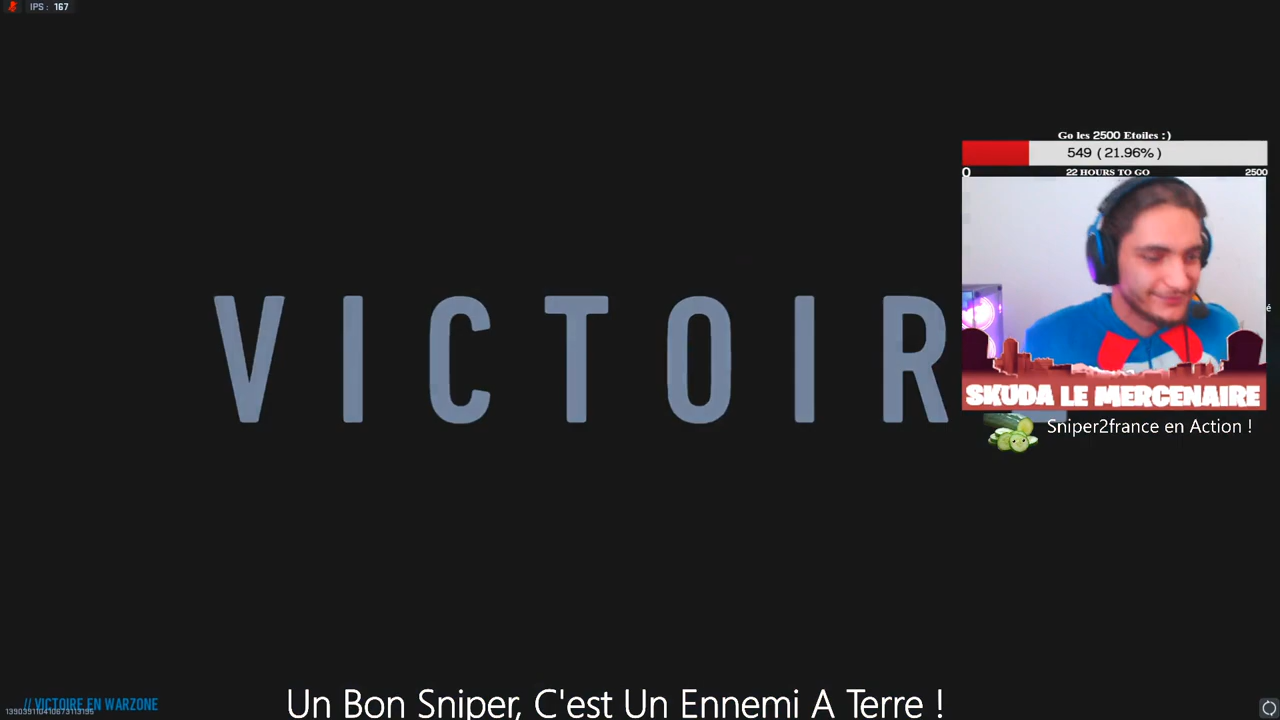 IPS : 167
Go les 2500 Etoiles :)
549 (21.96%)
0 22 HOURS TO GO 2500
VICTOIR
é
SKUDA LE MERCENAIRE
Sniper2france en Action !
// VICTOIRE EN WARZONE
Un Bon Sniper, C'est Un Ennemi A Terre !